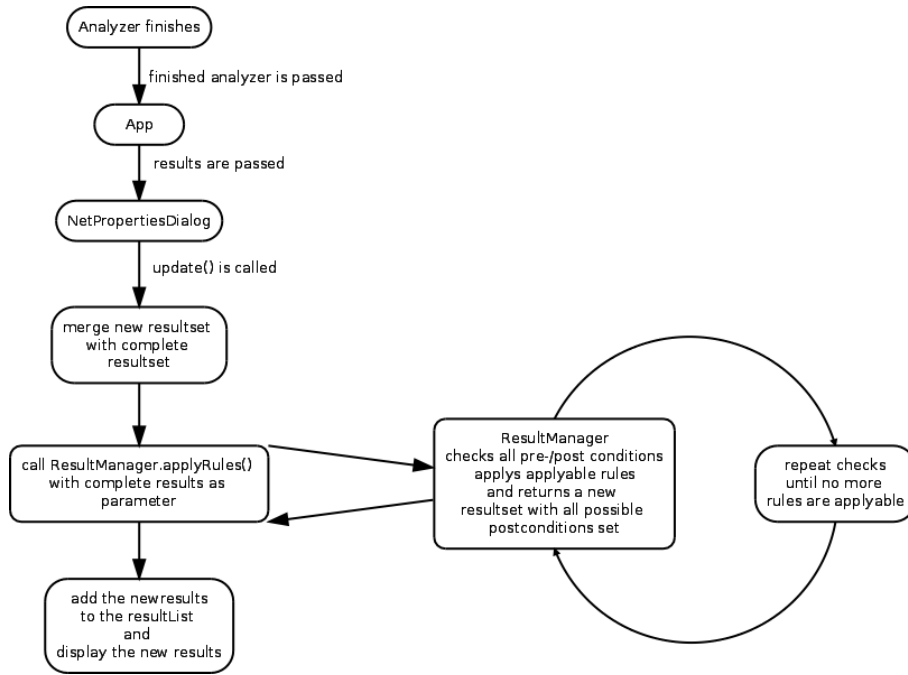 Analyzer finishes
finished analyzer is passed
App
results are passed
NetPropertiesDialog
update() is called
merge new resultset
with complete
resultset
call ResultManager.applyRules()
with complete results as
parameter
ResultManager
checks all pre-/post conditions
applys applyable rules
and returns a new
resultset with all possible
postconditions set
repeat checks
until no more
rules are applyable
add the newresults
to the resultList
and
display the new results